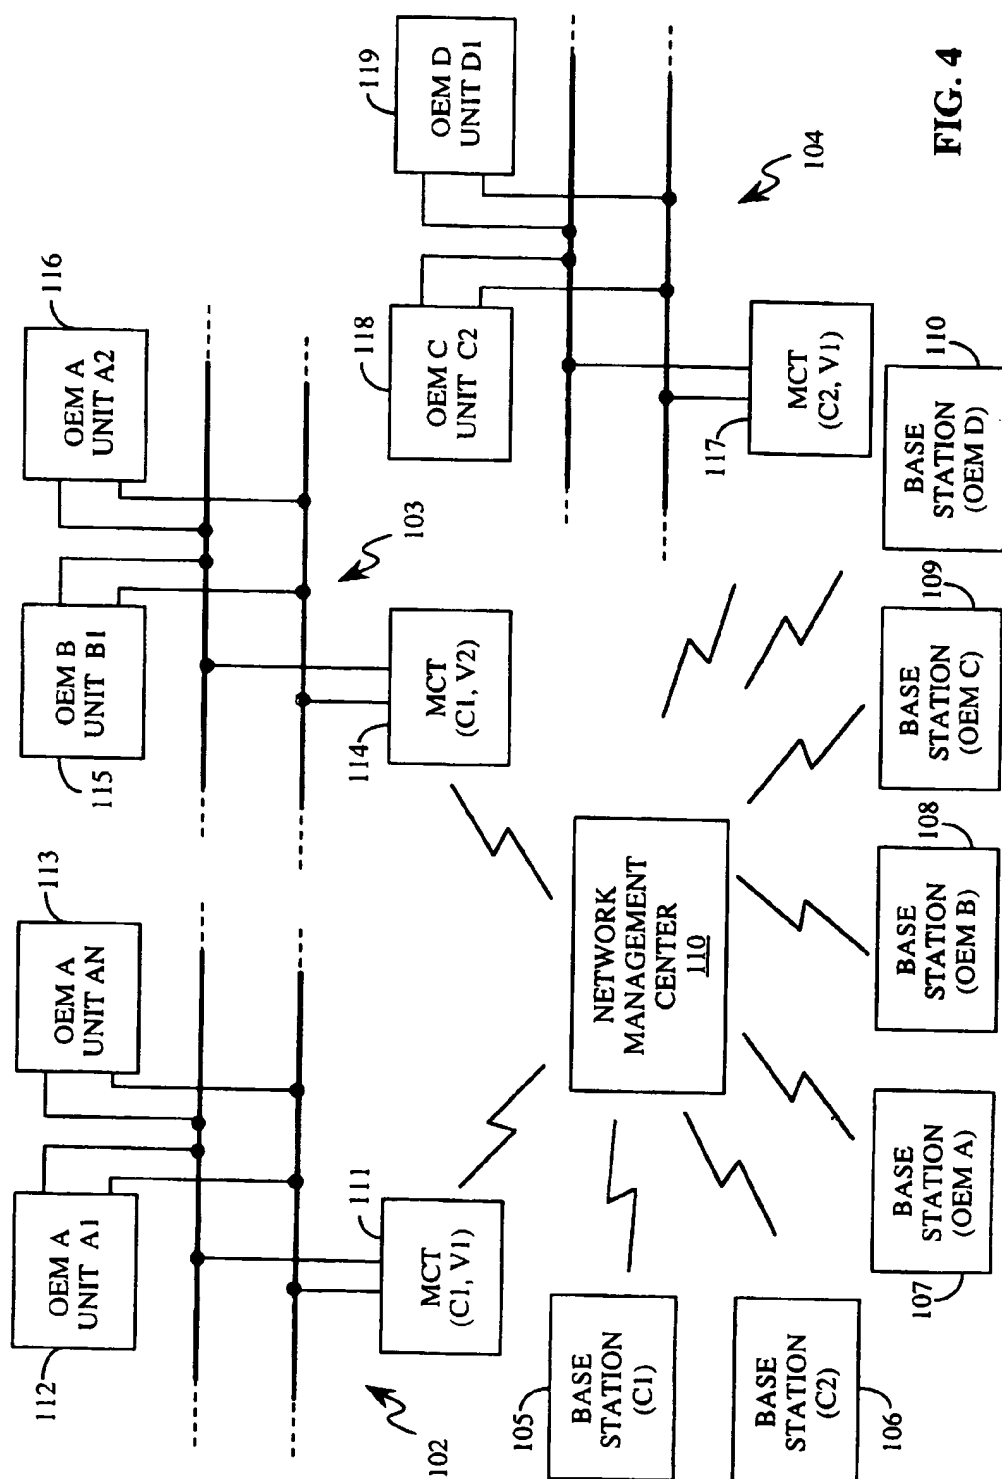 112
OEM A
UNIT A1
113
OEM A
UNIT AN
115
OEM B
UNIT B1
116
OEM A
UNIT A2
102
MCT
(C1, V1)
111
114
MCT
(C1, V2)
103
118
OEM C
UNIT C2
119
OEM D
UNIT D1
117
MCT
(C2, V1)
104
NETWORK
MANAGEMENT
CENTER
110
105
BASE
STATION
(C1)
BASE
STATION
(C2)
106
BASE
STATION
(OEM A)
107
BASE
STATION
(OEM B)
108
BASE
STATION
(OEM C)
109
BASE
STATION
(OEM D)
110
FIG. 4